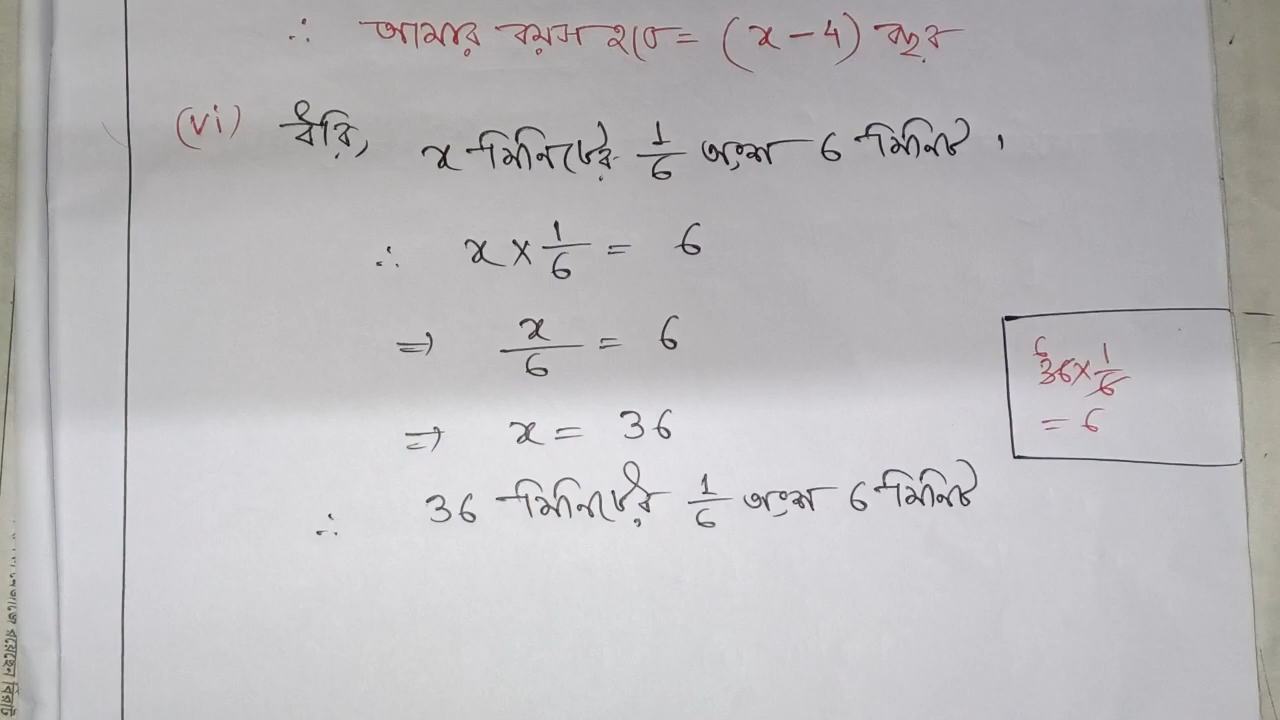 ∴ আমার বয়স হবে = (x − 4) বছর
(vi) ধরি, x মিনিটের 1/6 অংশ 6 মিনিট।
∴ x × 1/6 = 6
⇒ x/6 = 6
⇒ x = 36
6
36 × 1/6
= 6
∴ 36 মিনিটের 1/6 অংশ 6 মিনিট